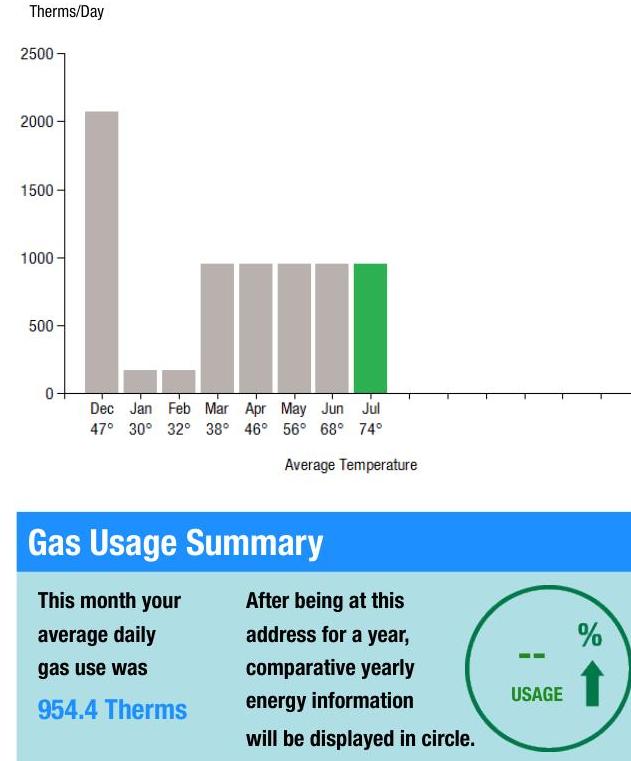 Therms/Day
2500
2000
1500
1000
500
0
Dec Jan Feb Mar Apr May Jun Jul
47° 30° 32° 38° 46° 56° 68° 74°
Average Temperature
Gas Usage Summary
This month your
average daily
gas use was
954.4 Therms
After being at this
address for a year,
comparative yearly
energy information
will be displayed in circle.
-- %
USAGE